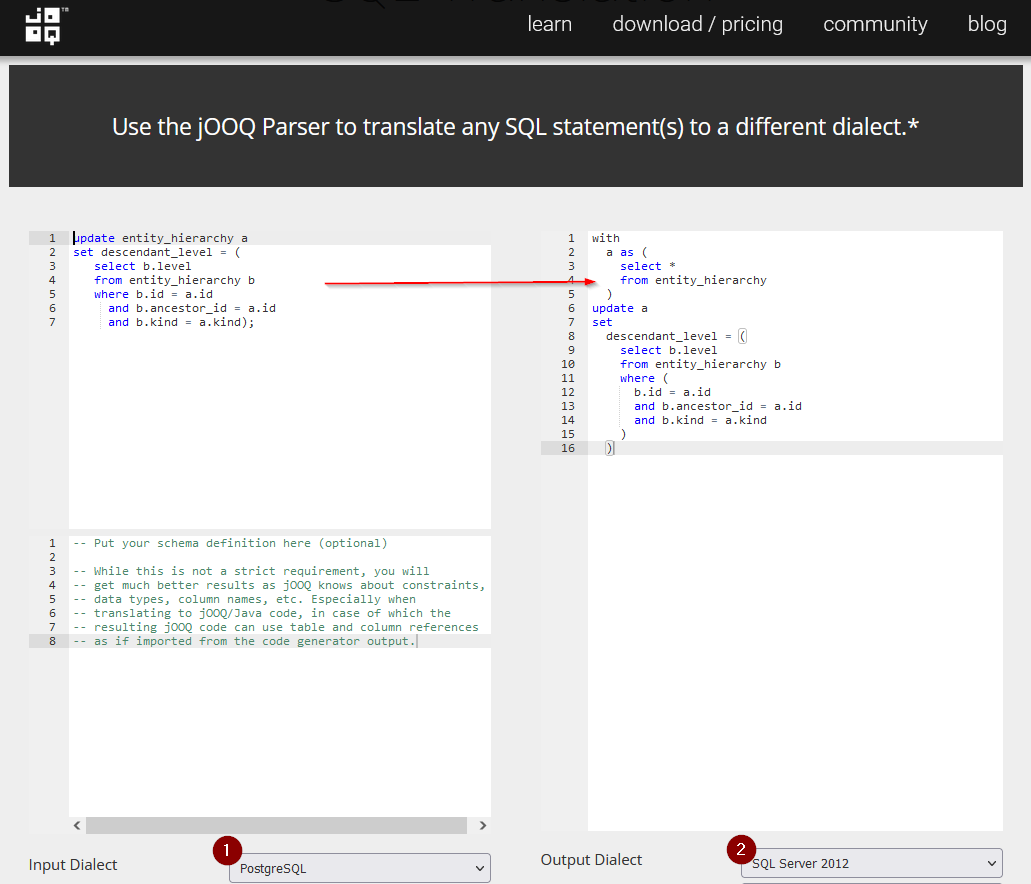 JOOQ™
learn download / pricing community blog
Use the jOOQ Parser to translate any SQL statement(s) to a different dialect.*
1 update entity_hierarchy a
2 set descendant_level = (
3 select b.level
4 from entity_hierarchy b
5 where b.id = a.id
6 and b.ancestor_id = a.id
7 and b.kind = a.kind);
1 -- Put your schema definition here (optional)
2
3 -- While this is not a strict requirement, you will
4 -- get much better results as jOOQ knows about constraints,
5 -- data types, column names, etc. Especially when
6 -- translating to jOOQ/Java code, in case of which the
7 -- resulting jOOQ code can use table and column references
8 -- as if imported from the code generator output.
1 with
2 a as (
3 select *
4 from entity_hierarchy
5 )
6 update a
7 set
8 descendant_level = (
9 select b.level
10 from entity_hierarchy b
11 where (
12 b.id = a.id
13 and b.ancestor_id = a.id
14 and b.kind = a.kind
15 )
16 )
Input Dialect
1
PostgreSQL
Output Dialect
2
SQL Server 2012